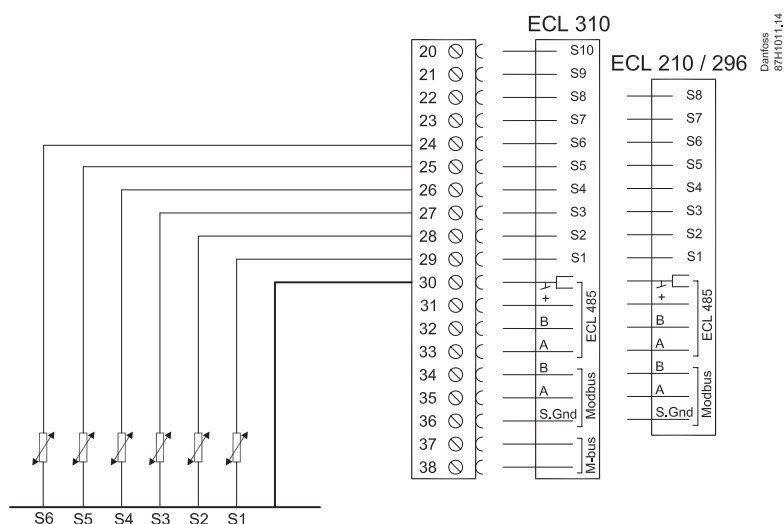 ECL 310
ECL 210 / 296
Danfoss
87H1011.14
20 S10
21 S9
22 S8 S8
23 S7 S7
24 S6 S6
25 S5 S5
26 S4 S4
27 S3 S3
28 S2 S2
29 S1 S1
30
31 + +
32 B B
33 A A
ECL 485 ECL 485
34 B B
35 A A
36 S.Gnd S.Gnd
Modbus Modbus
37
38
M-bus
S6 S5 S4 S3 S2 S1